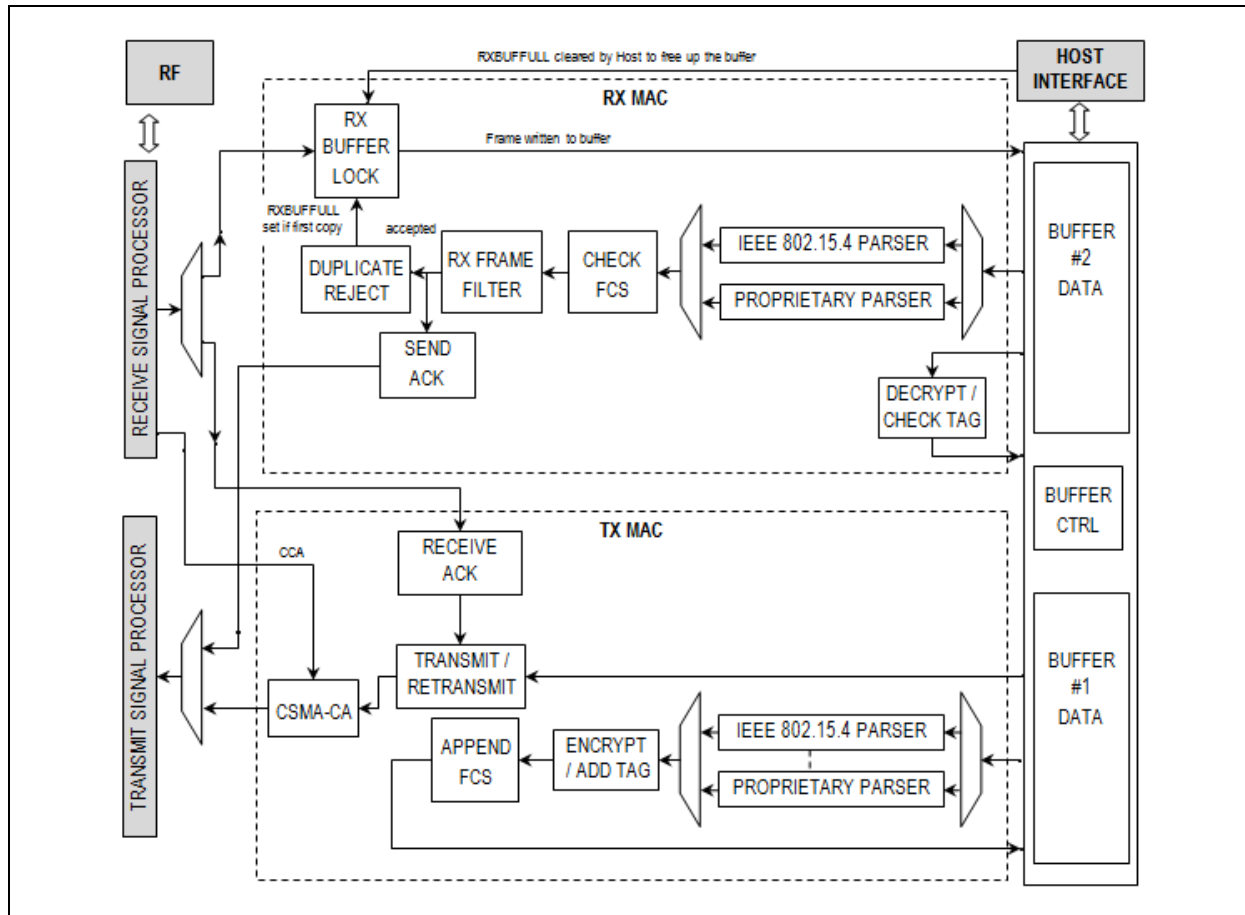 RF
RXBUFFULL cleared by Host to free up the buffer
HOST
INTERFACE
RX MAC
RX
BUFFER
LOCK
Frame written to buffer
RECEIVE SIGNAL PROCESSOR
RXBUFFULL
set if first copy
accepted
DUPLICATE
REJECT
RX FRAME
FILTER
CHECK
FCS
IEEE 802.15.4 PARSER
PROPRIETARY PARSER
BUFFER
#2
DATA
SEND
ACK
DECRYPT /
CHECK TAG
BUFFER
CTRL
TX MAC
TRANSMIT SIGNAL PROCESSOR
CCA
RECEIVE
ACK
TRANSMIT /
RETRANSMIT
CSMA-CA
BUFFER
#1
DATA
APPEND
FCS
ENCRYPT
/ ADD TAG
IEEE 802.15.4 PARSER
PROPRIETARY PARSER